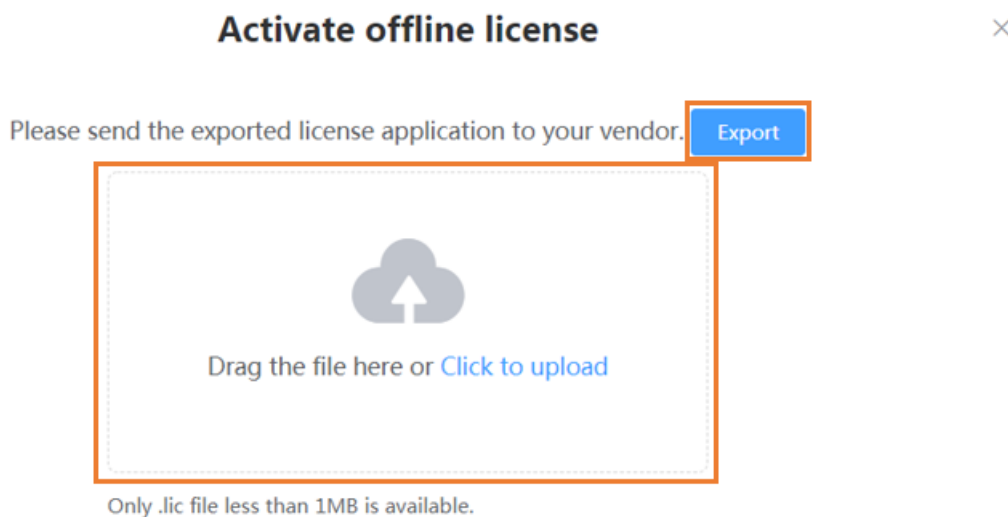 Activate offline license
Please send the exported license application to your vendor. Export
Drag the file here or Click to upload
Only .lic file less than 1MB is available.